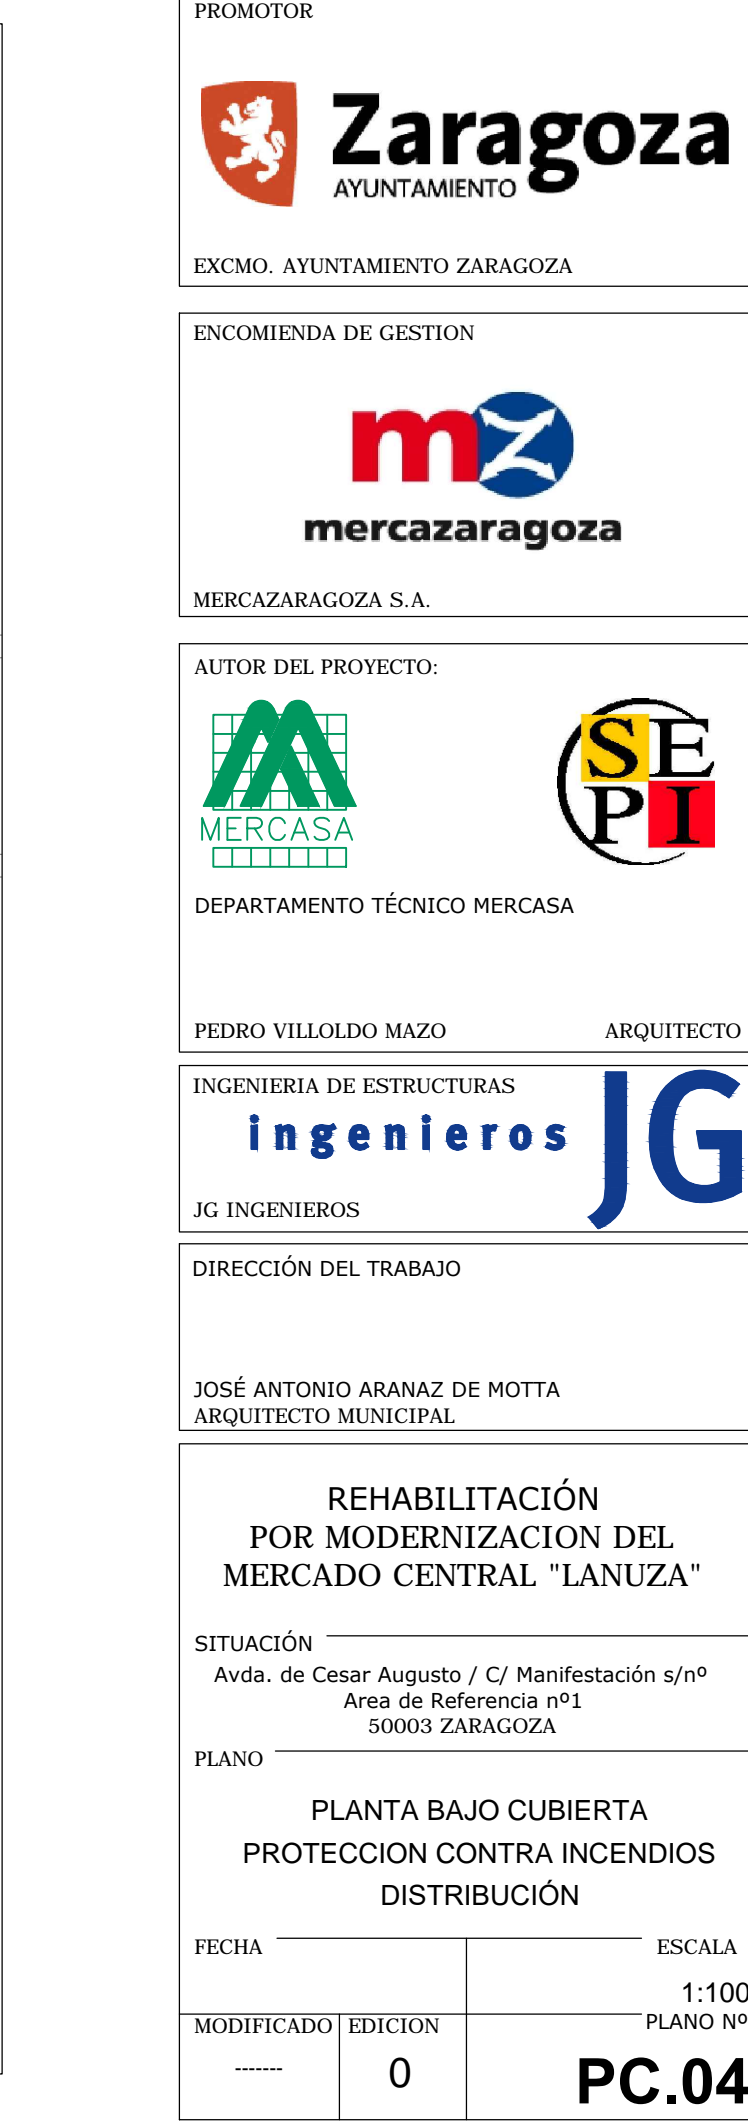 PROMOTOR
Zaragoza
AYUNTAMIENTO
EXCMO. AYUNTAMIENTO ZARAGOZA
ENCOMIENDA DE GESTION
mz
mercazaragoza
MERCAZARAGOZA S.A.
AUTOR DEL PROYECTO:
MERCASA
SE
PI
DEPARTAMENTO TÉCNICO MERCASA
PEDRO VILLOLDO MAZO ARQUITECTO
INGENIERIA DE ESTRUCTURAS
ingenieros JG
JG INGENIEROS
DIRECCIÓN DEL TRABAJO
JOSÉ ANTONIO ARANAZ DE MOTTA
ARQUITECTO MUNICIPAL
REHABILITACIÓN
POR MODERNIZACION DEL
MERCADO CENTRAL "LANUZA"
SITUACIÓN
Avda. de Cesar Augusto / C/ Manifestación s/nº
Area de Referencia nº1
50003 ZARAGOZA
PLANO
PLANTA BAJO CUBIERTA
PROTECCION CONTRA INCENDIOS
DISTRIBUCIÓN
FECHA ESCALA
1:100
MODIFICADO EDICION PLANO Nº
------- 0 PC.04